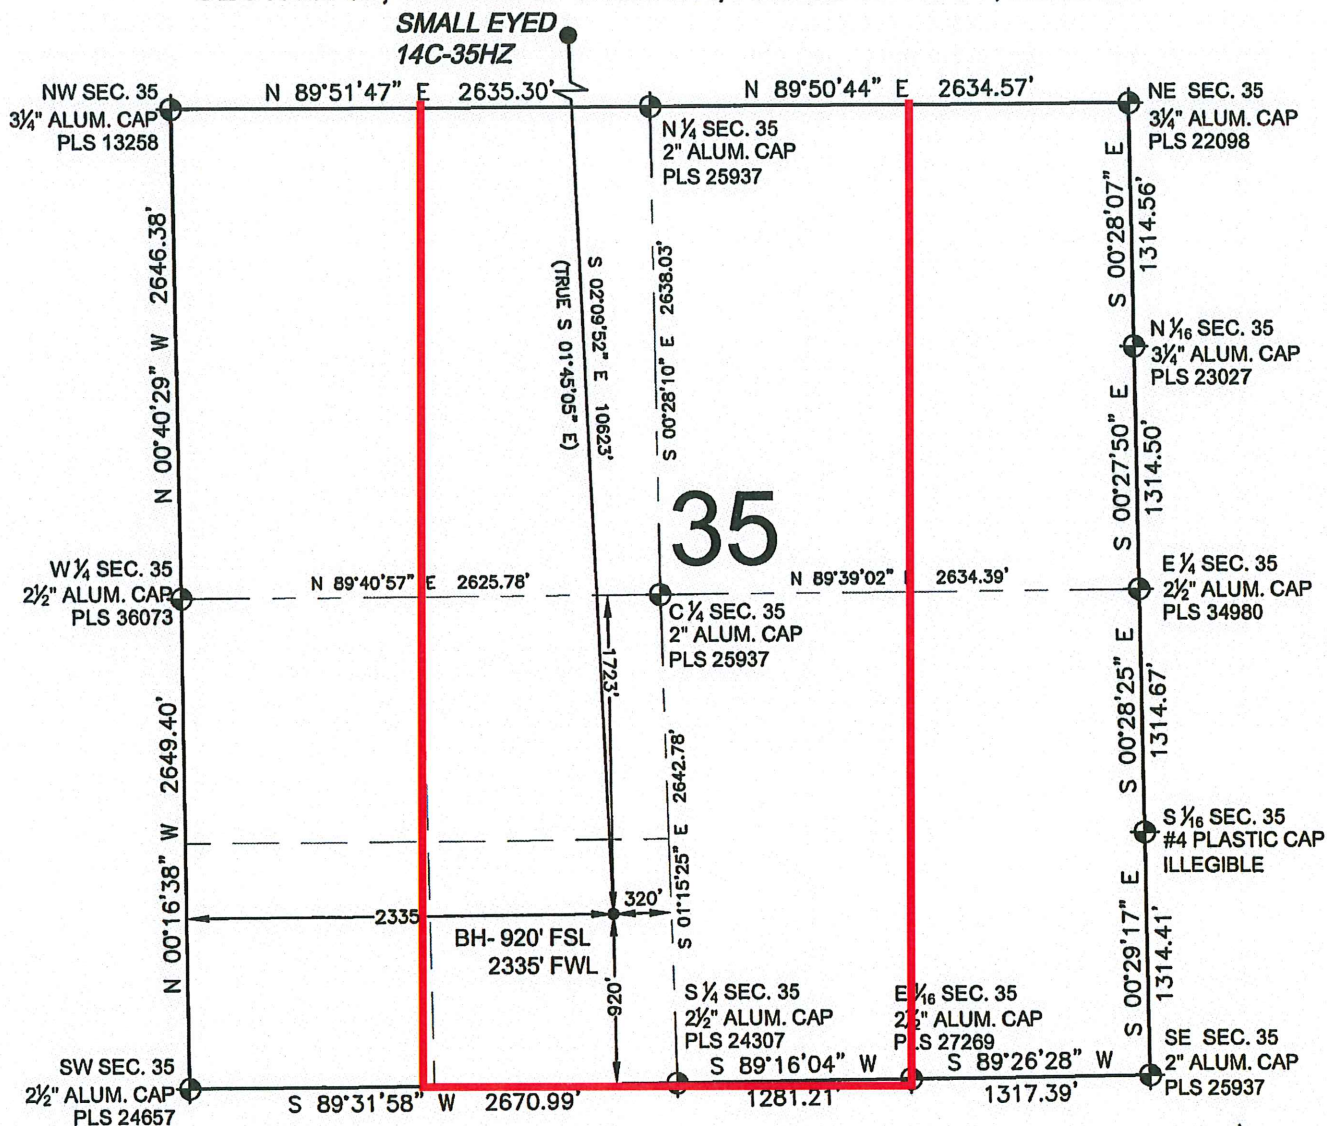 SMALL EYED
14C-35HZ
NW SEC. 35
3¼" ALUM. CAP
PLS 13258
N 89°51'47" E 2635.30'
N 89°50'44" E 2634.57'
NE SEC. 35
3¼" ALUM. CAP
PLS 22098
N ¼ SEC. 35
2" ALUM. CAP
PLS 25937
N 00°40'29" W 2646.38'
S 02°09'52" E 10623'
(TRUE S 01°45'05" E)
S 00°28'10" E 2638.03'
S 00°28'07" E
1314.56'
N 1/16 SEC. 35
3¼" ALUM. CAP
PLS 23027
S 00°27'50" E
1314.50'
35
W ¼ SEC. 35
2½" ALUM. CAP
PLS 36073
N 89°40'57" E 2625.78'
N 89°39'02" E 2634.39'
E ¼ SEC. 35
2½" ALUM. CAP
PLS 34980
C ¼ SEC. 35
2" ALUM. CAP
PLS 25937
1723'
N 00°16'38" W 2649.40'
S 01°15'25" E 2642.78'
S 00°28'25" E
1314.67'
S 1/16 SEC. 35
#4 PLASTIC CAP
ILLEGIBLE
2335
320'
BH- 920' FSL
2335' FWL
920'
S 00°29'17" E
1314.41'
S ¼ SEC. 35
2½" ALUM. CAP
PLS 24307
E 1/16 SEC. 35
2½" ALUM. CAP
PLS 27269
SW SEC. 35
2½" ALUM. CAP
PLS 24657
S 89°31'58" W 2670.99'
S 89°16'04" W
1281.21'
S 89°26'28" W
1317.39'
SE SEC. 35
2" ALUM. CAP
PLS 25937